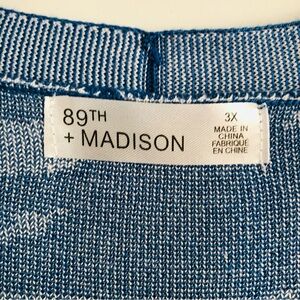 89TH
+ MADISON
3X
MADE IN
CHINA
FABRIQUÉ
EN CHINE